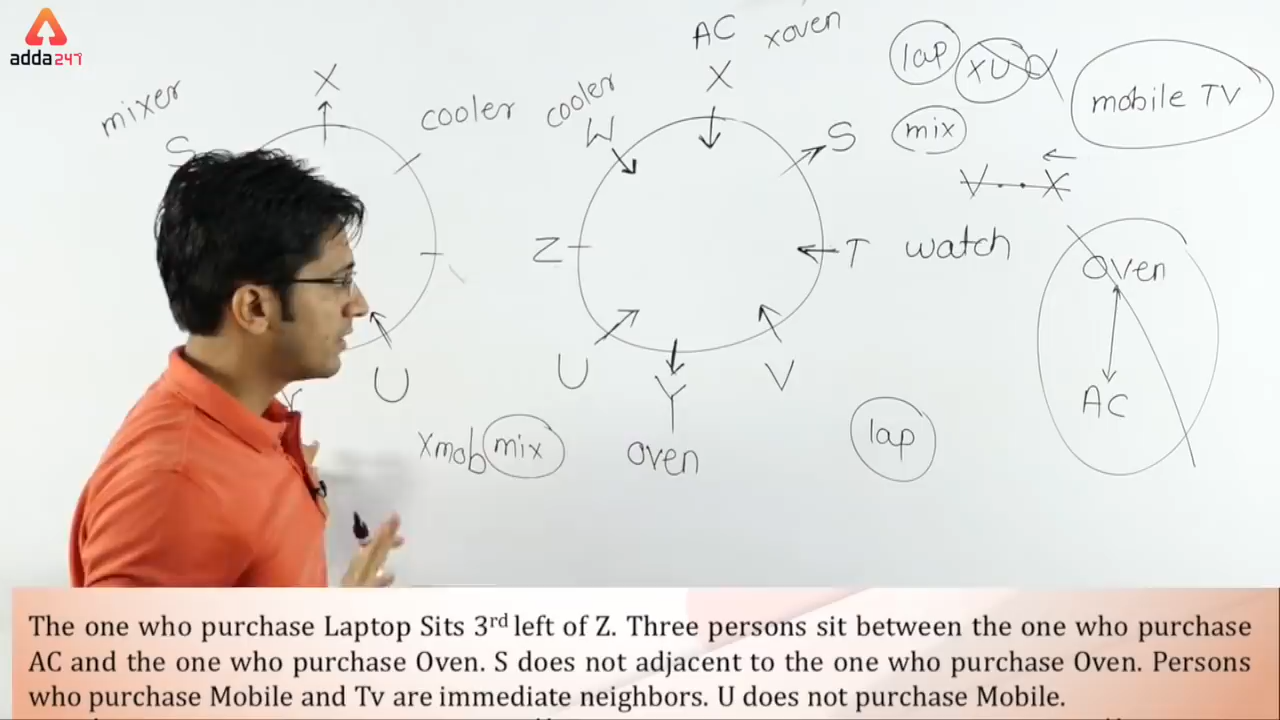 adda247
mixer
S
X
cooler
U
cooler
W
AC
xoven
X
S
Z
T
watch
U
Y
V
oven
xmob mix
lap
xU
mix
mobile TV
V X
oven
AC
lap
The one who purchase Laptop Sits 3rd left of Z. Three persons sit between the one who purchase
AC and the one who purchase Oven. S does not adjacent to the one who purchase Oven. Persons
who purchase Mobile and Tv are immediate neighbors. U does not purchase Mobile.